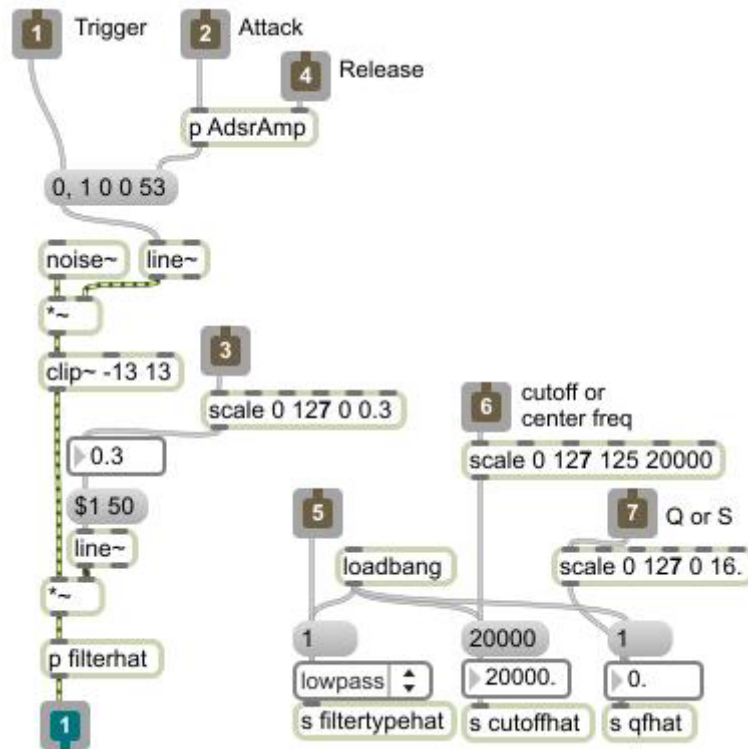 1 Trigger
2 Attack
4 Release
p AdsrAmp
0, 1 0 0 53
noise~
line~
*~
clip~ -13 13
3
scale 0 127 0 0.3
0.3
$1 50
line~
*~
p filterhat
1
6 cutoff or
center freq
scale 0 127 125 20000
5
7 Q or S
loadbang
scale 0 127 0 16.
1
20000
1
lowpass
20000.
0.
s filtertypehat
s cutoffhat
s qfhat